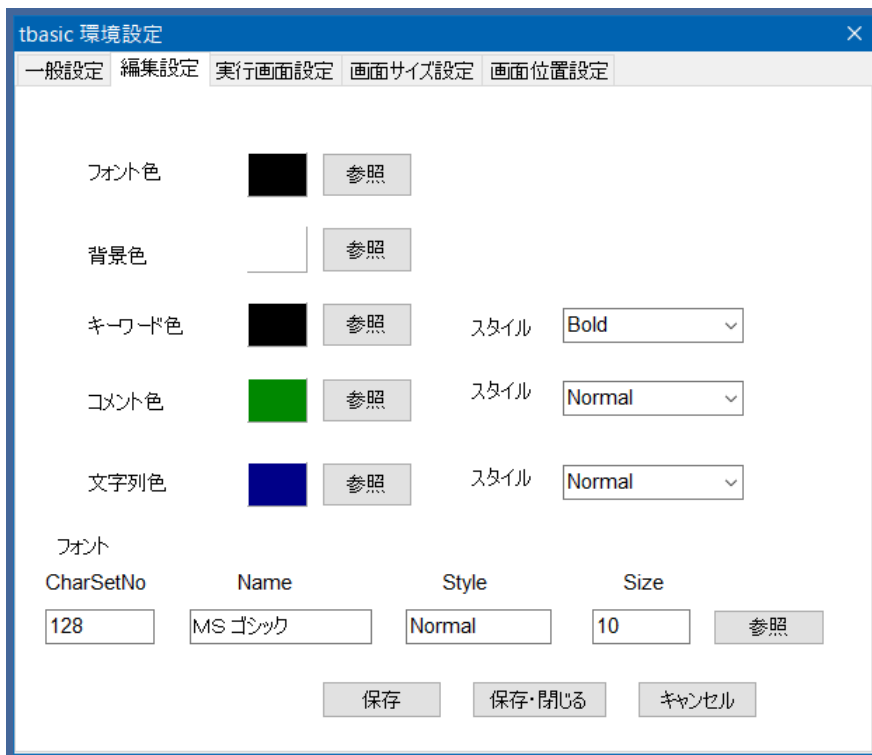 tbasic 環境設定
一般設定 編集設定 実行画面設定 画面サイズ設定 画面位置設定
フォント色 参照
背景色 参照
キーワード色 参照 スタイル Bold
コメント色 参照 スタイル Normal
文字列色 参照 スタイル Normal
フォント
CharSetNo Name Style Size
128 MS ゴシック Normal 10 参照
保存 保存・閉じる キャンセル